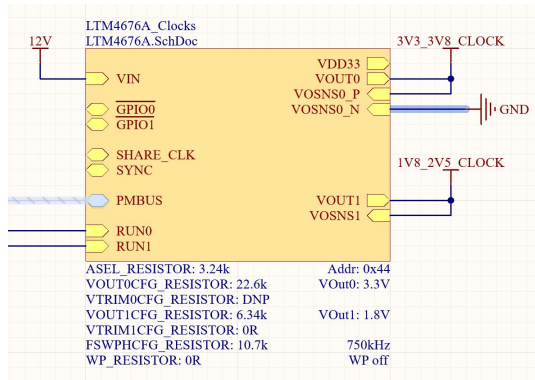 LTM4676A_Clocks
LTM4676A.SchDoc
12V
3V3_3V8_CLOCK
VDD33
VIN
VOUT0
VOSNS0_P
GPIO0
VOSNS0_N
GND
GPIO1
SHARE_CLK
SYNC
1V8_2V5_CLOCK
PMBUS
VOUT1
VOSNS1
RUN0
RUN1
ASEL_RESISTOR: 3.24k Addr: 0x44
VOUT0CFG_RESISTOR: 22.6k VOut0: 3.3V
VTRIM0CFG_RESISTOR: DNP
VOUT1CFG_RESISTOR: 6.34k VOut1: 1.8V
VTRIM1CFG_RESISTOR: 0R
FSWPHCFG_RESISTOR: 10.7k 750kHz
WP_RESISTOR: 0R WP off